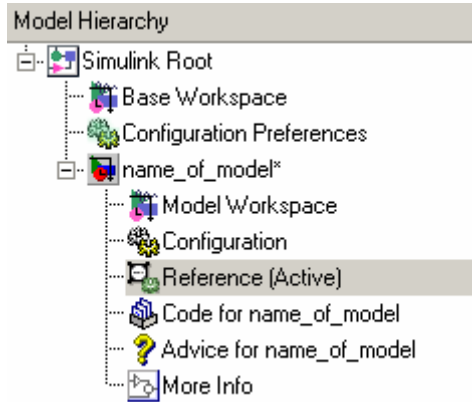 Model Hierarchy
Simulink Root
Base Workspace
Configuration Preferences
name_of_model*
Model Workspace
Configuration
Reference (Active)
Code for name_of_model
Advice for name_of_model
More Info